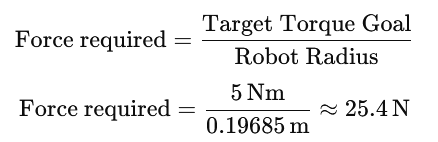 Force required = Target Torque Goal / Robot Radius
Force required = 5 Nm / 0.19685 m ≈ 25.4 N